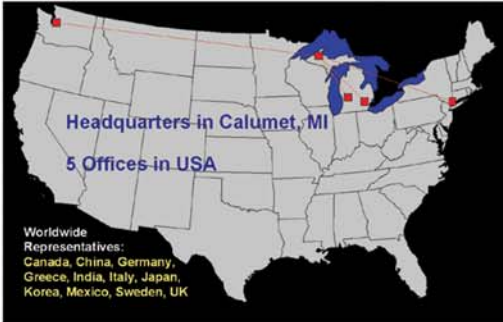 Headquarters in Calumet, MI
5 Offices in USA
Worldwide
Representatives:
Canada, China, Germany,
Greece, India, Italy, Japan,
Korea, Mexico, Sweden, UK